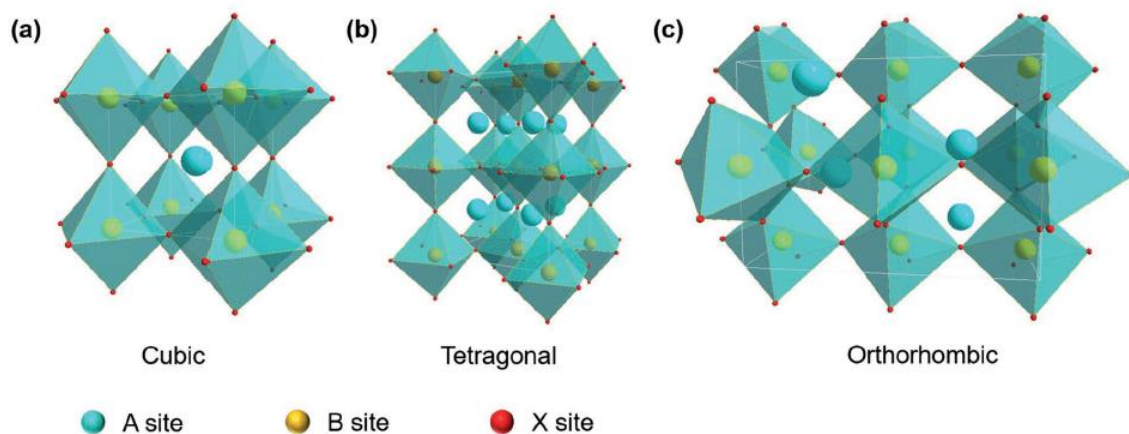 (a)
(b)
(c)
Cubic
Tetragonal
Orthorhombic
A site
B site
X site